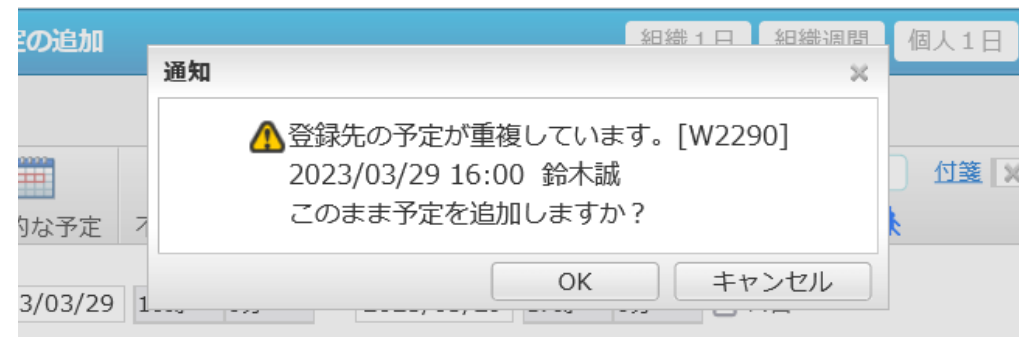 の追加
組織1日
組織週間
個人1日
通知
登録先の予定が重複しています。[W2290]
2023/03/29 16:00 鈴木誠
このまま予定を追加しますか？
付箋
的な予定
OK
キャンセル
3/03/29